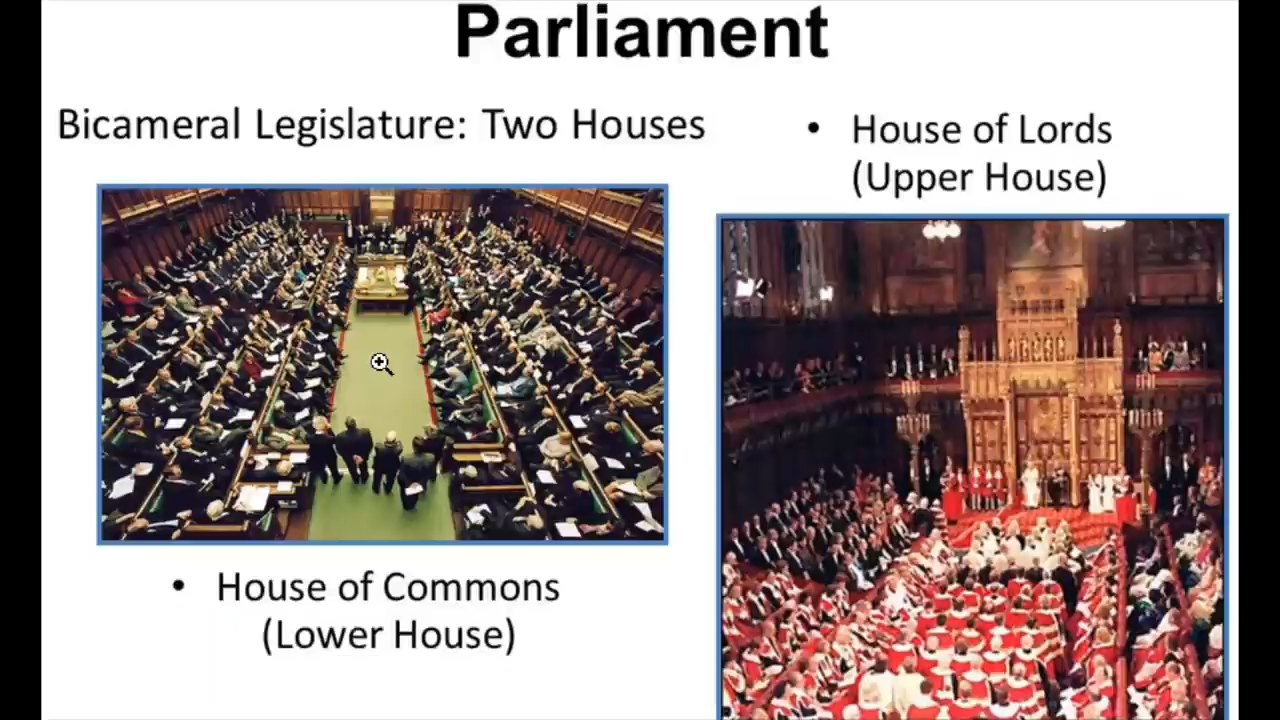 Parliament
Bicameral Legislature: Two Houses
• House of Lords
(Upper House)
• House of Commons
(Lower House)